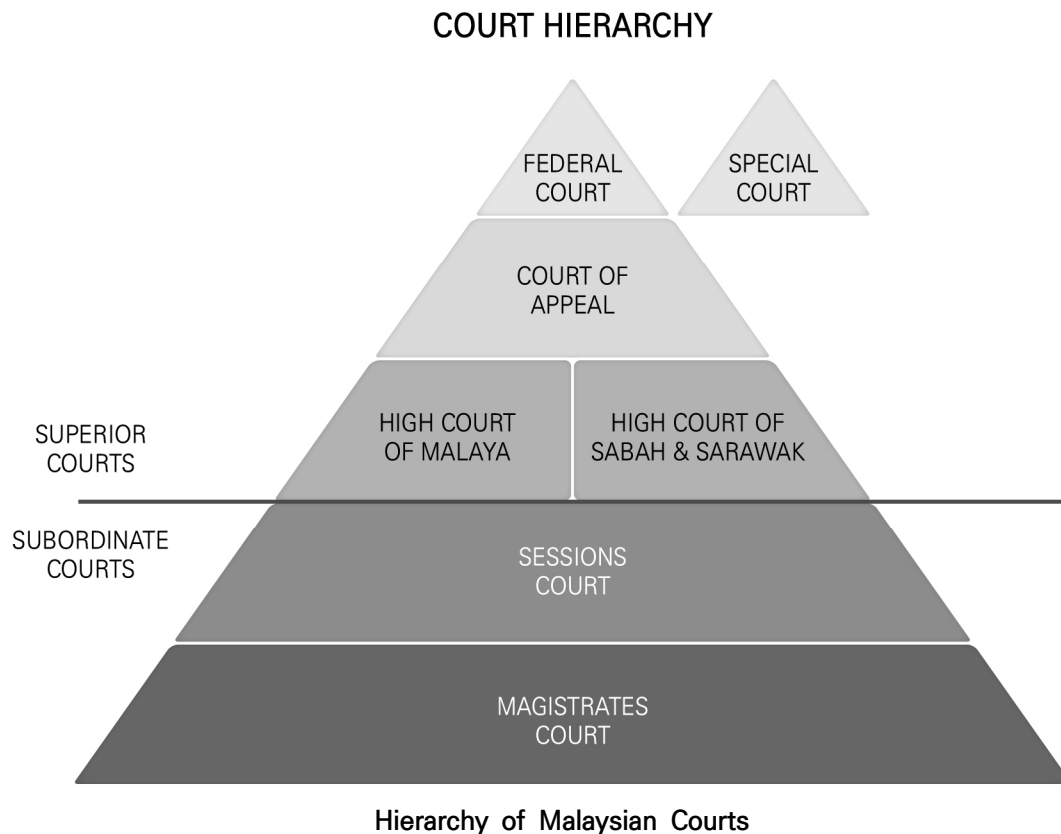 COURT HIERARCHY
FEDERAL
COURT
SPECIAL
COURT
COURT OF
APPEAL
HIGH COURT
OF MALAYA
HIGH COURT OF
SABAH & SARAWAK
SUPERIOR
COURTS
SUBORDINATE
COURTS
SESSIONS
COURT
MAGISTRATES
COURT
Hierarchy of Malaysian Courts